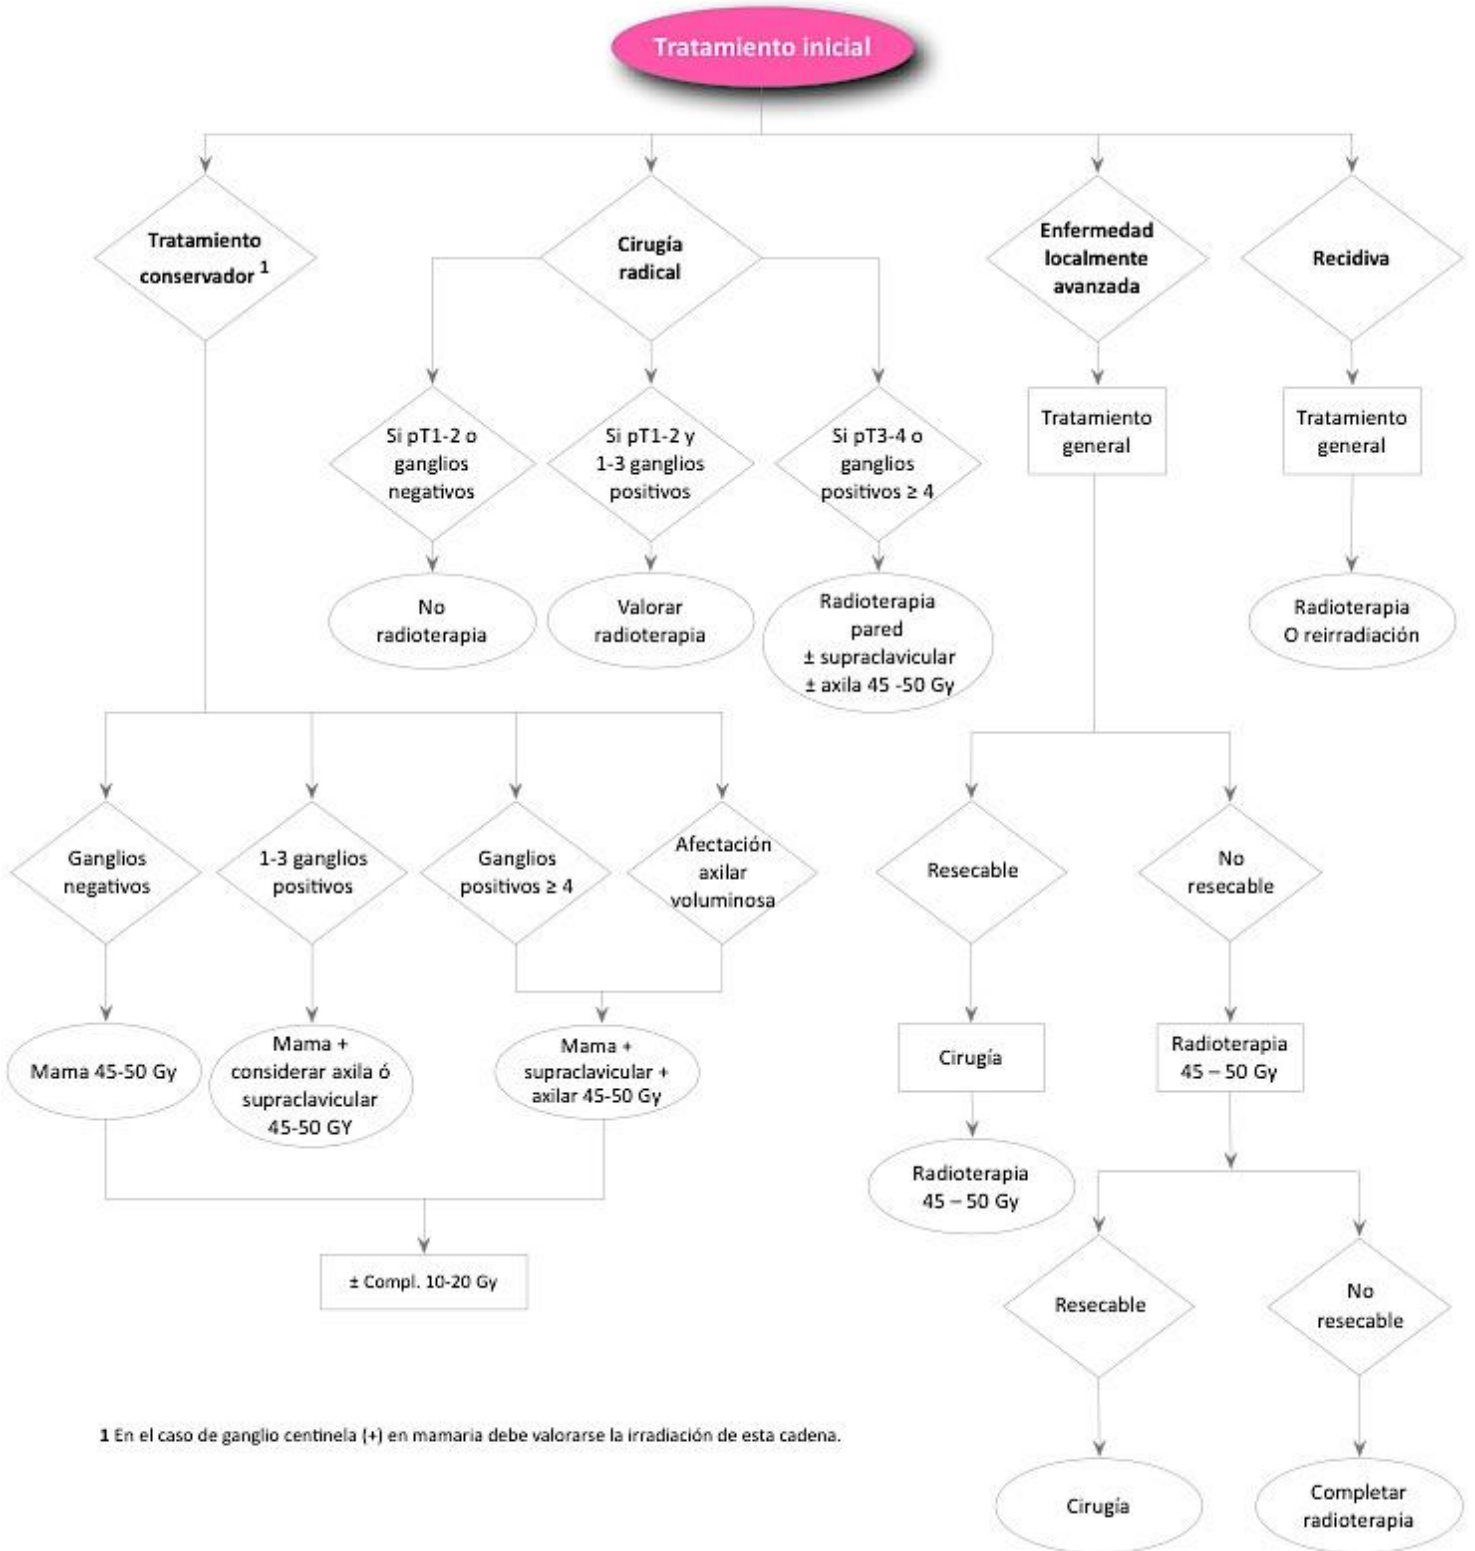 Tratamiento inicial
Tratamiento
conservador 1
Cirugía
radical
Enfermedad
localmente
avanzada
Recidiva
Si pT1-2 o
ganglios
negativos
Si pT1-2 y
1-3 ganglios
positivos
Si pT3-4 o
ganglios
positivos ≥ 4
Tratamiento
general
Tratamiento
general
No
radioterapia
Valorar
radioterapia
Radioterapia
pared
± supraclavicular
± axila 45 -50 Gy
Radioterapia
O reirradiación
Ganglios
negativos
1-3 ganglios
positivos
Ganglios
positivos ≥ 4
Afectación
axilar
voluminosa
Resecable
No
resecable
Mama 45-50 Gy
Mama +
considerar axila ó
supraclavicular
45-50 GY
Mama +
supraclavicular +
axilar 45-50 Gy
Cirugía
Radioterapia
45 – 50 Gy
Radioterapia
45 – 50 Gy
± Compl. 10-20 Gy
Resecable
No
resecable
1 En el caso de ganglio centinela (+) en mamaria debe valorarse la irradiación de esta cadena.
Cirugía
Completar
radioterapia